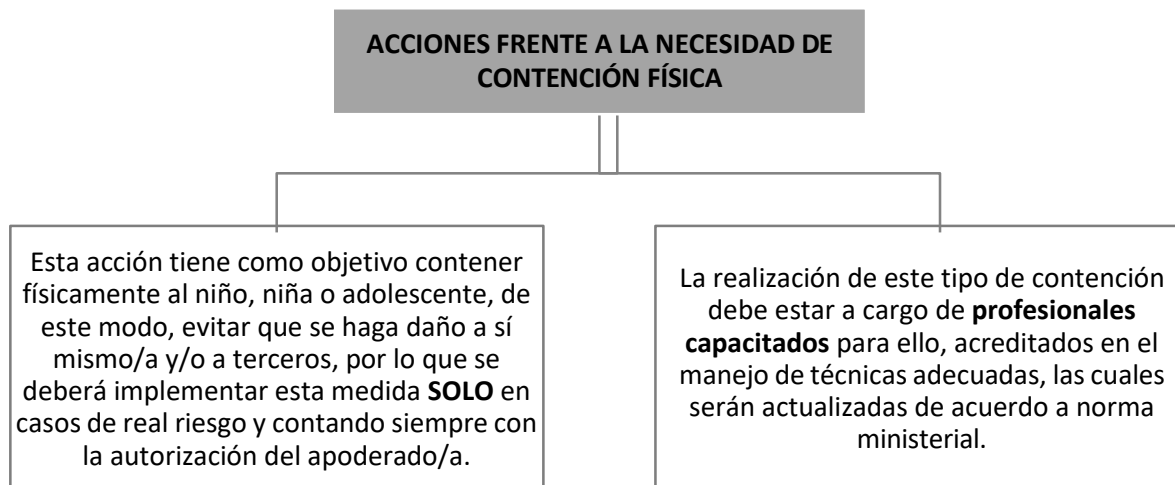 ACCIONES FRENTE A LA NECESIDAD DE
CONTENCIÓN FÍSICA
Esta acción tiene como objetivo contener
físicamente al niño, niña o adolescente, de
este modo, evitar que se haga daño a sí
mismo/a y/o a terceros, por lo que se
deberá implementar esta medida SOLO en
casos de real riesgo y contando siempre con
la autorización del apoderado/a.
La realización de este tipo de contención
debe estar a cargo de profesionales
capacitados para ello, acreditados en el
manejo de técnicas adecuadas, las cuales
serán actualizadas de acuerdo a norma
ministerial.